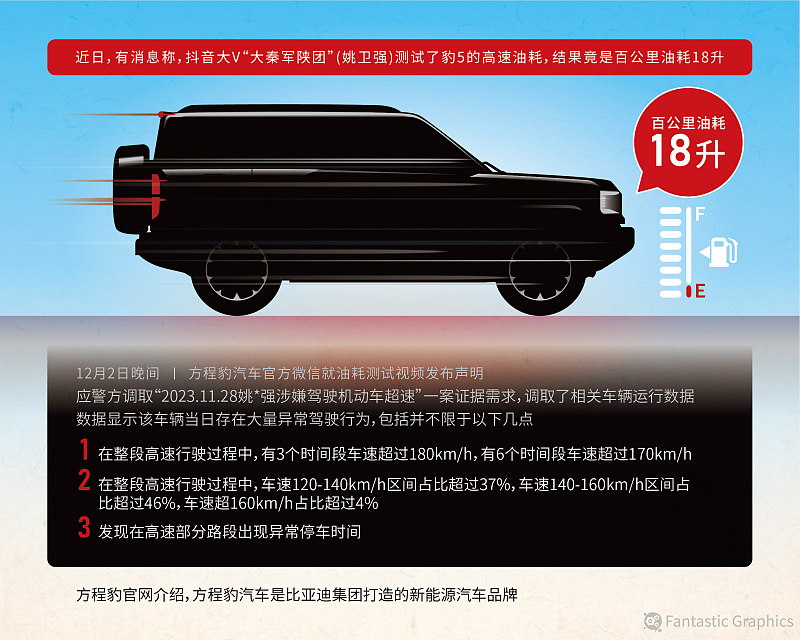 近日，有消息称，抖音大V“大秦军陕团”(姚卫强)测试了豹5的高速油耗，结果竟是百公里油耗18升
百公里油耗
18升
F
E
12月2日晚间 | 方程豹汽车官方微信就油耗测试视频发布声明
应警方调取“2023.11.28姚*强涉嫌驾驶机动车超速”一案证据需求，调取了相关车辆运行数据
数据显示该车辆当日存在大量异常驾驶行为，包括并不限于以下几点
1 在整段高速行驶过程中，有3个时间段车速超过180km/h，有6个时间段车速超过170km/h
2 在整段高速行驶过程中，车速120-140km/h区间占比超过37%，车速140-160km/h区间占
比超过46%，车速超160km/h占比超过4%
3 发现在高速部分路段出现异常停车时间
方程豹官网介绍，方程豹汽车是比亚迪集团打造的新能源汽车品牌
Fantastic Graphics